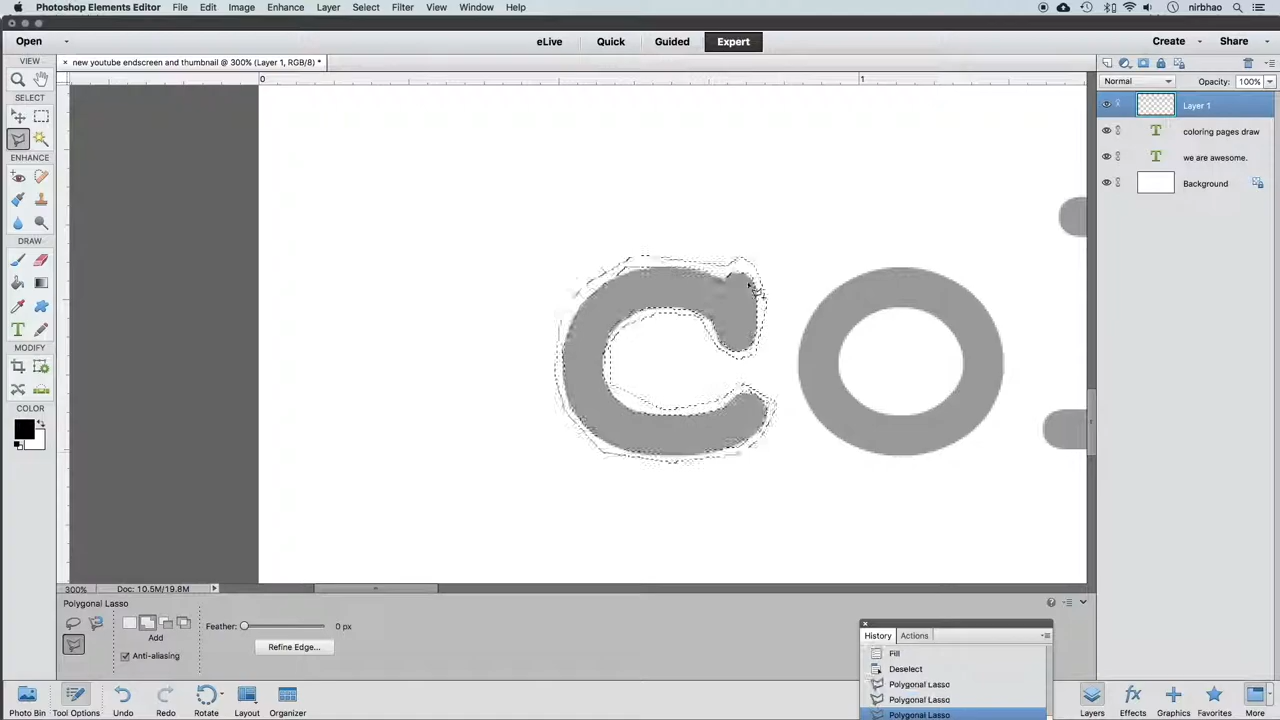 Photoshop Elements Editor File Edit Image Enhance Layer Select Filter View Window Help nirbhao
Open eLive Quick Guided Expert Create Share
VIEW
new youtube endscreen and thumbnail @ 300% (Layer 1, RGB/8) *
0 1
Normal Opacity: 100%
SELECT
Layer 1
coloring pages draw
ENHANCE
we are awesome.
Background
DRAW
MODIFY
COLOR
co
300% Doc: 10.5M/19.8M
Polygonal Lasso
Feather: 0 px
Add
Refine Edge...
Anti-aliasing
History Actions
Fill
Deselect
Polygonal Lasso
Polygonal Lasso
Polygonal Lasso
Photo Bin Tool Options Undo Redo Rotate Layout Organizer Layers Effects Graphics Favorites More